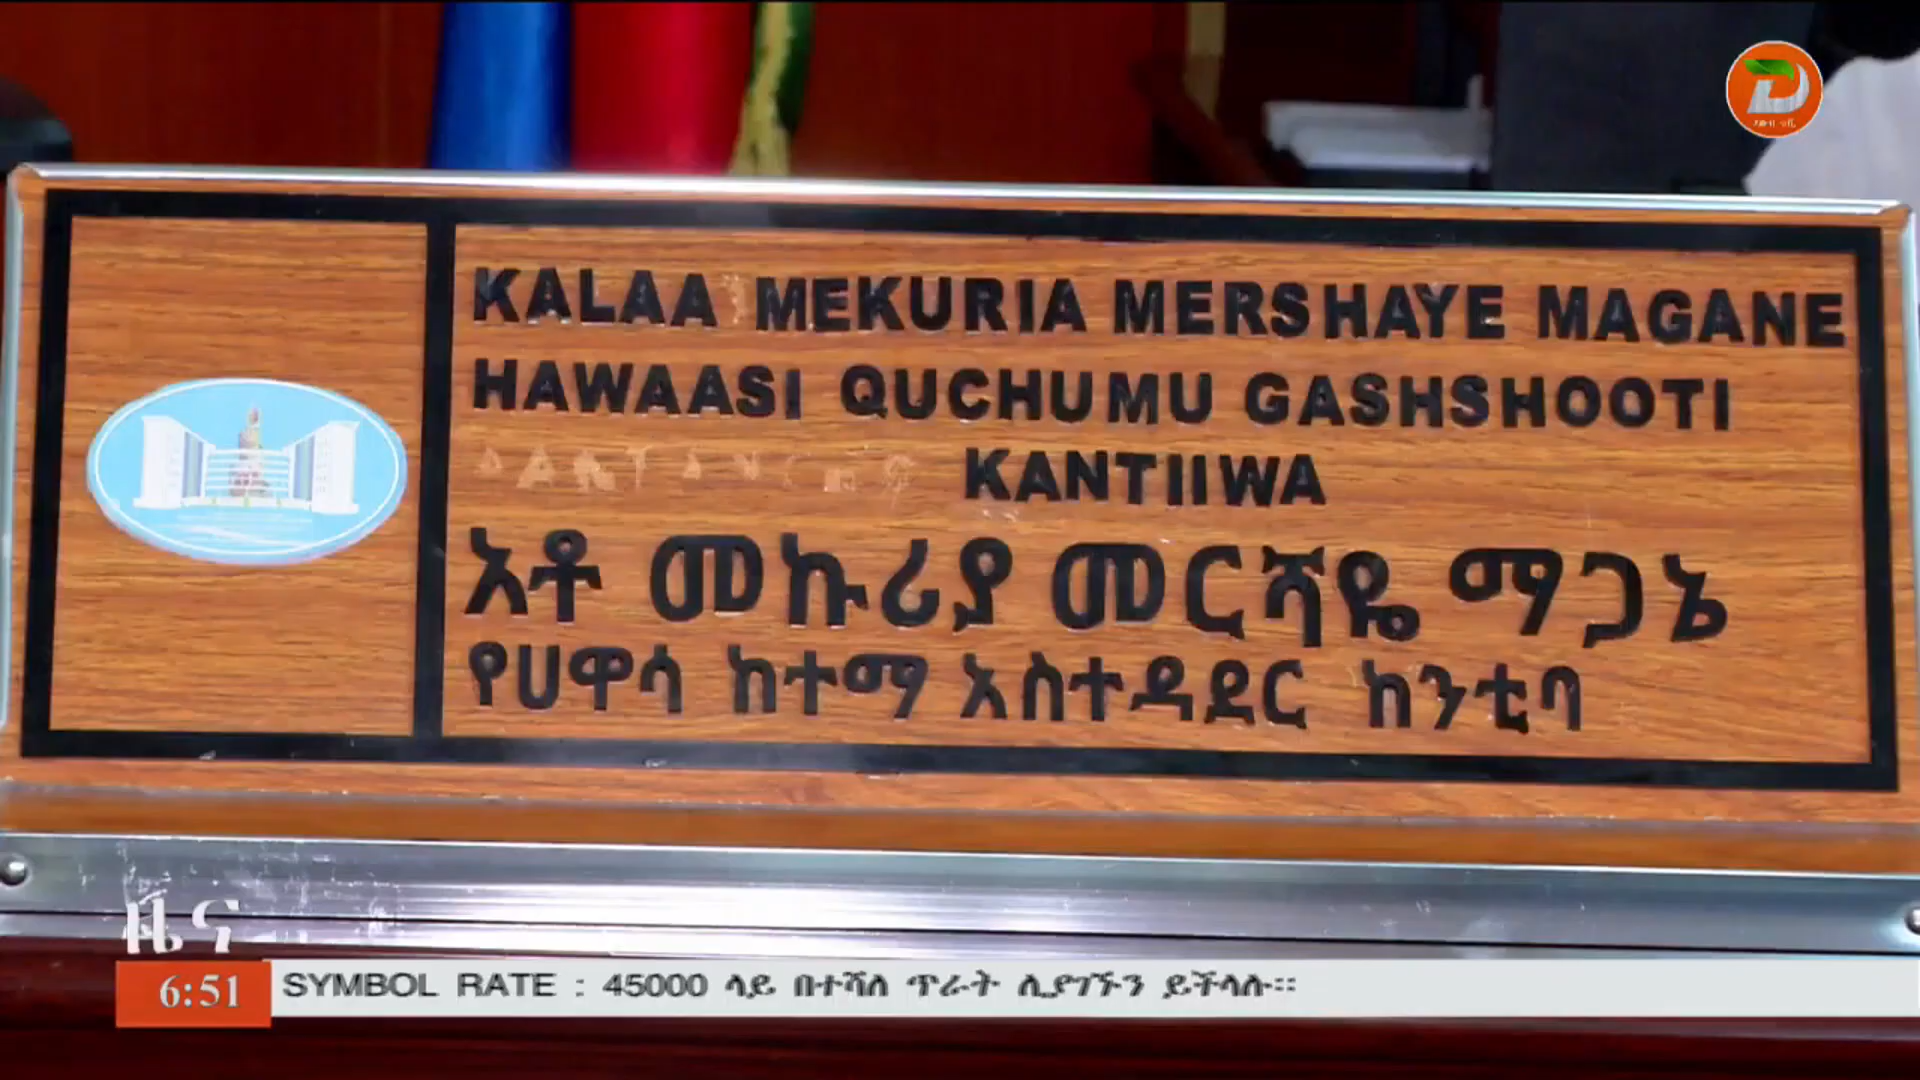 KALAA MEKURIA MERSHAYE MAGANE
HAWAASI QUCHUMU GASHSHOOTI
KANTIIWA
አቶ መኩሪያ መርሻዬ ማጋኔ
የሀዋሳ ከተማ አስተዳደር ከንቲባ
ዜና
6:51 SYMBOL RATE : 45000 ላይ በተሻለ ጥራት ሊያገኙን ይችላሉ።